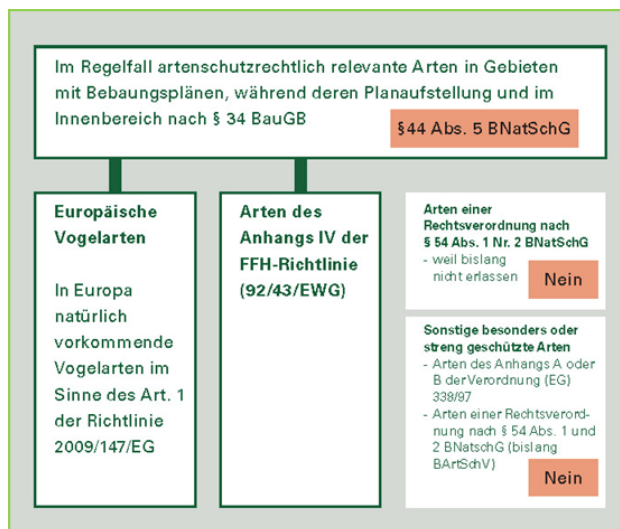 Im Regelfall artenschutzrechtlich relevante Arten in Gebieten
mit Bebaungsplänen, während deren Planaufstellung und im
Innenbereich nach § 34 BauGB
§44 Abs. 5 BNatSchG
Europäische
Vogelarten
In Europa
natürlich
vorkommende
Vogelarten im
Sinne des Art. 1
der Richtlinie
2009/147/EG
Arten des
Anhangs IV der
FFH-Richtlinie
(92/43/EWG)
Arten einer
Rechtsverordnung nach
§ 54 Abs. 1 Nr. 2 BNatSchG
- weil bislang
nicht erlassen
Nein
Sonstige besonders oder
streng geschützte Arten
- Arten des Anhangs A oder
B der Verordnung (EG)
338/97
- Arten einer Rechtsverord-
nung nach § 54 Abs. 1 und
2 BNatschG (bislang
BArtSchV)
Nein